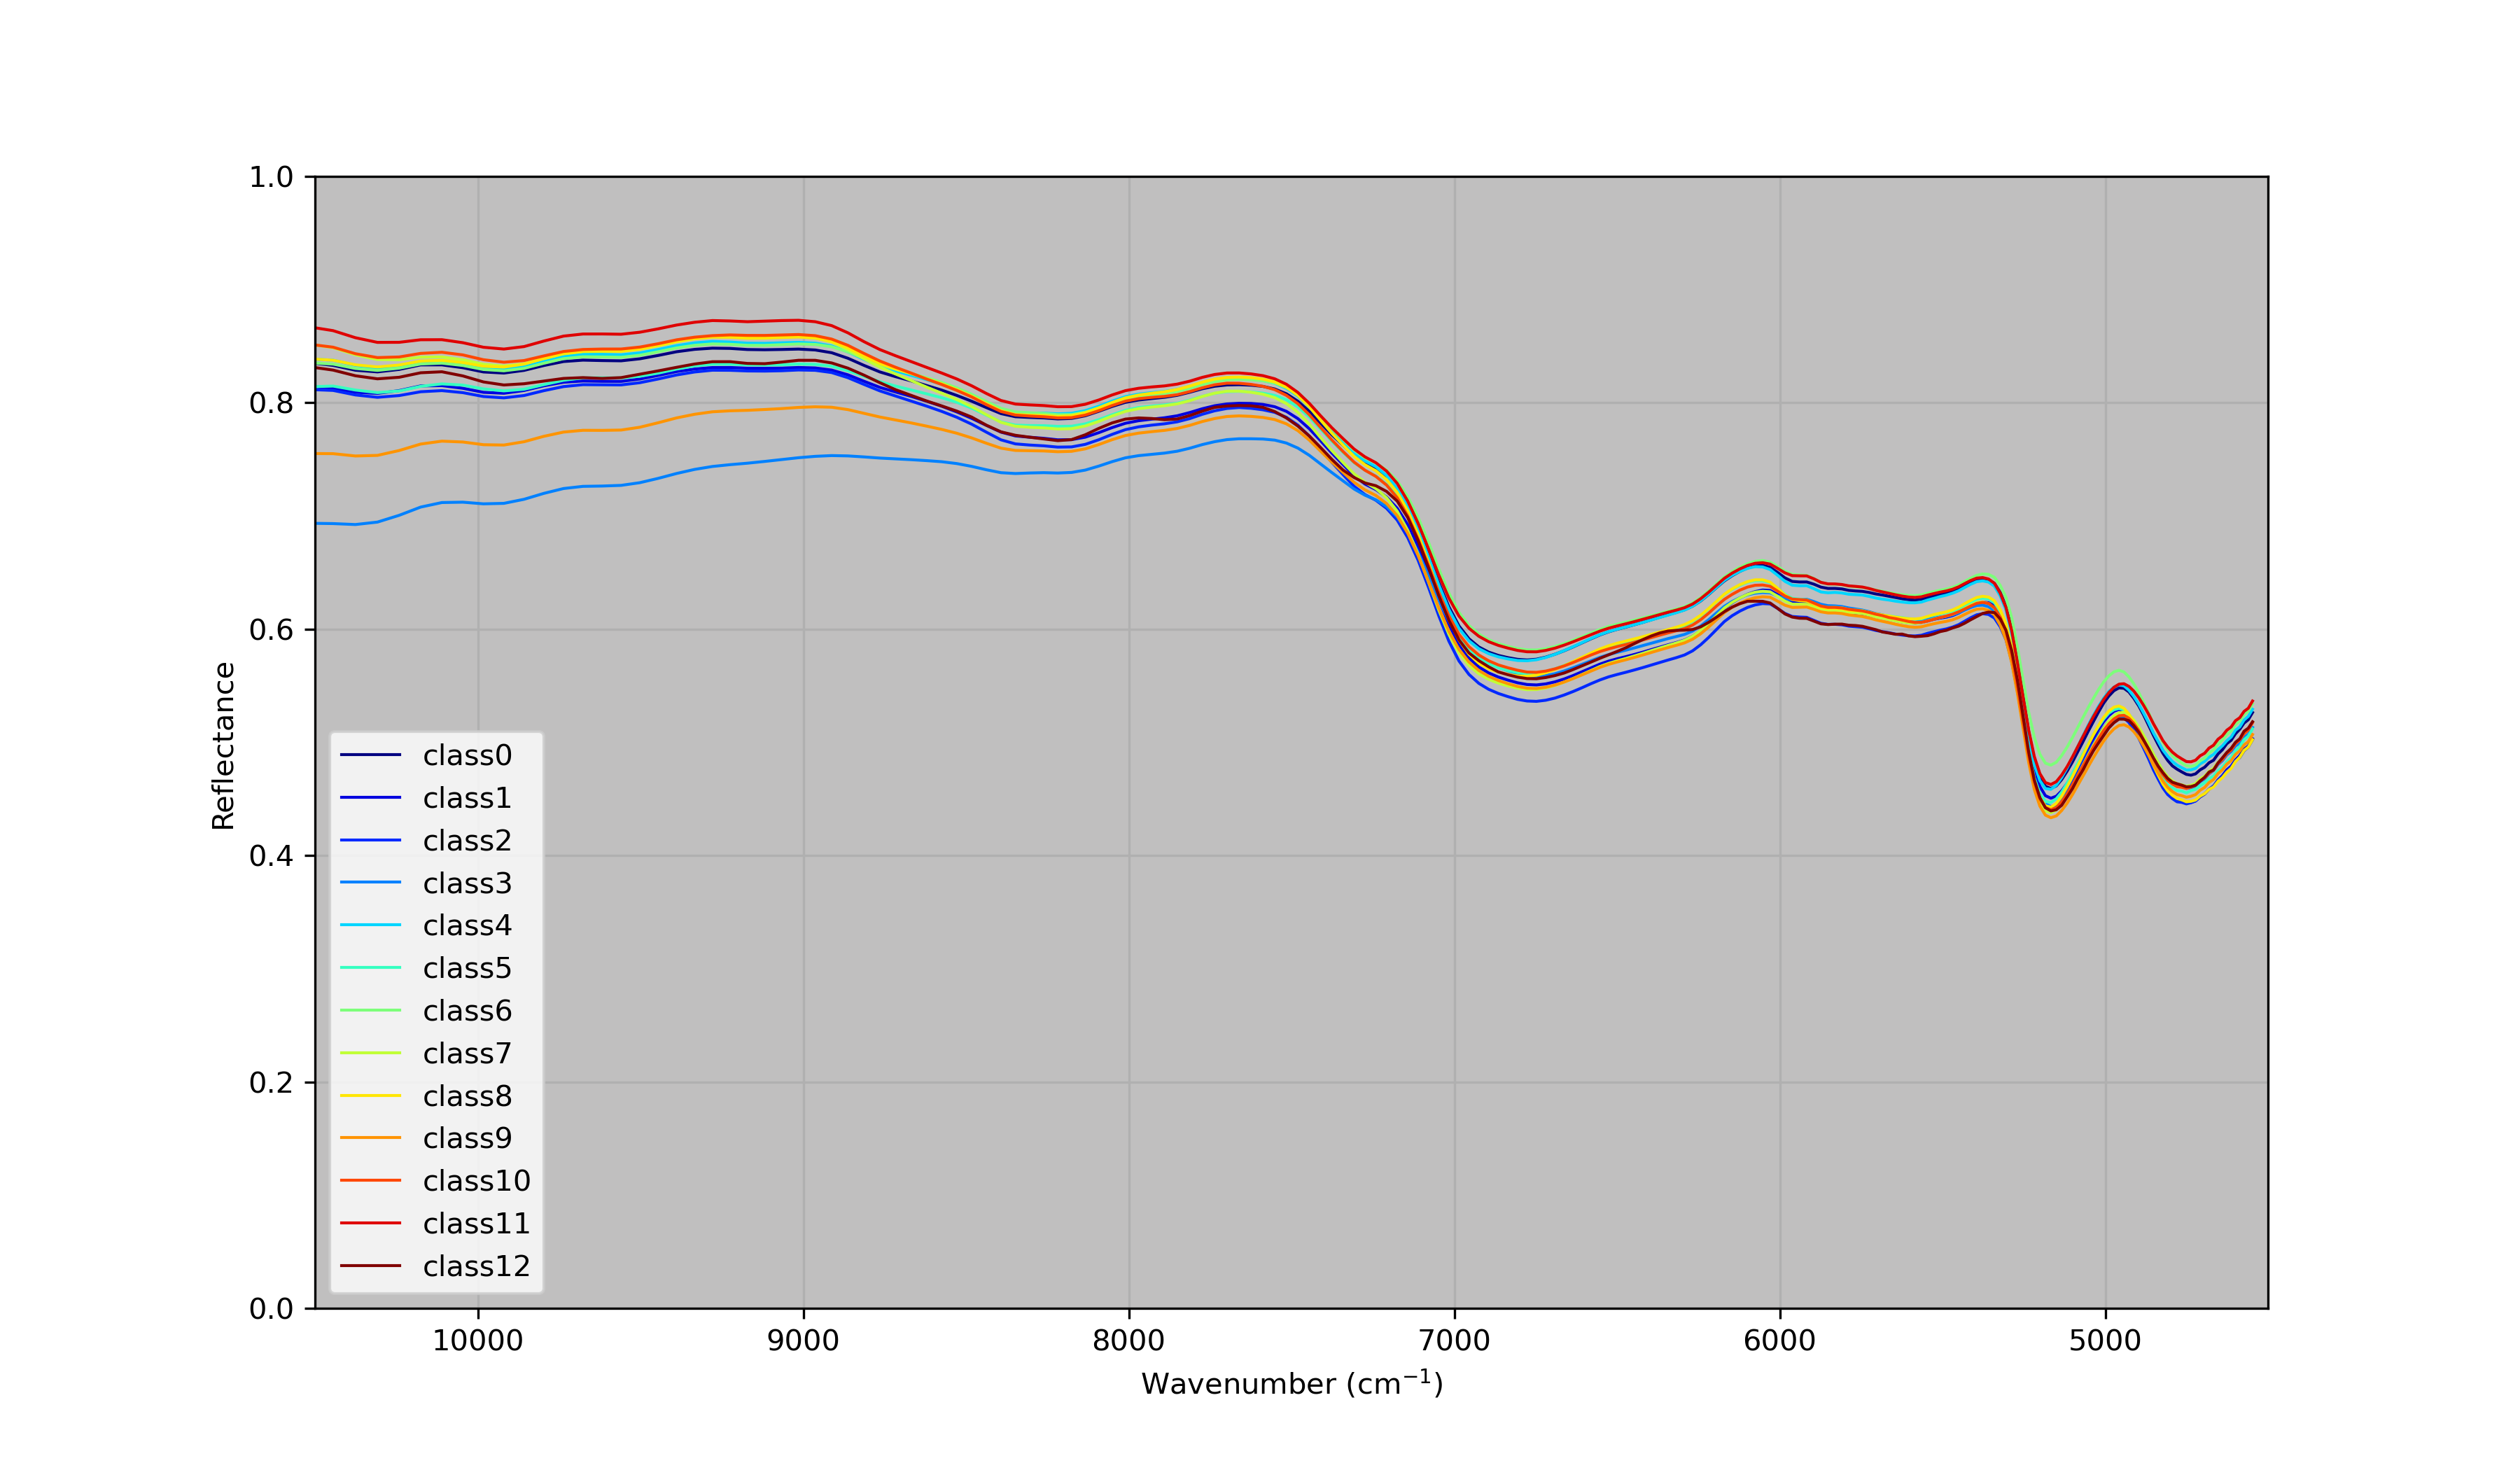 1.0
0.8
0.6
0.4
0.2
0.0
Reflectance
class0
class1
class2
class3
class4
class5
class6
class7
class8
class9
class10
class11
class12
10000 9000 8000 7000 6000 5000
Wavenumber (cm⁻¹)